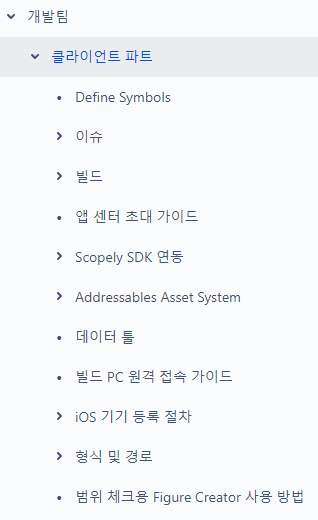 개발팀
클라이언트 파트
Define Symbols
이슈
빌드
앱 센터 초대 가이드
Scopely SDK 연동
Addressables Asset System
데이터 툴
빌드 PC 원격 접속 가이드
iOS 기기 등록 절차
형식 및 경로
범위 체크용 Figure Creator 사용 방법